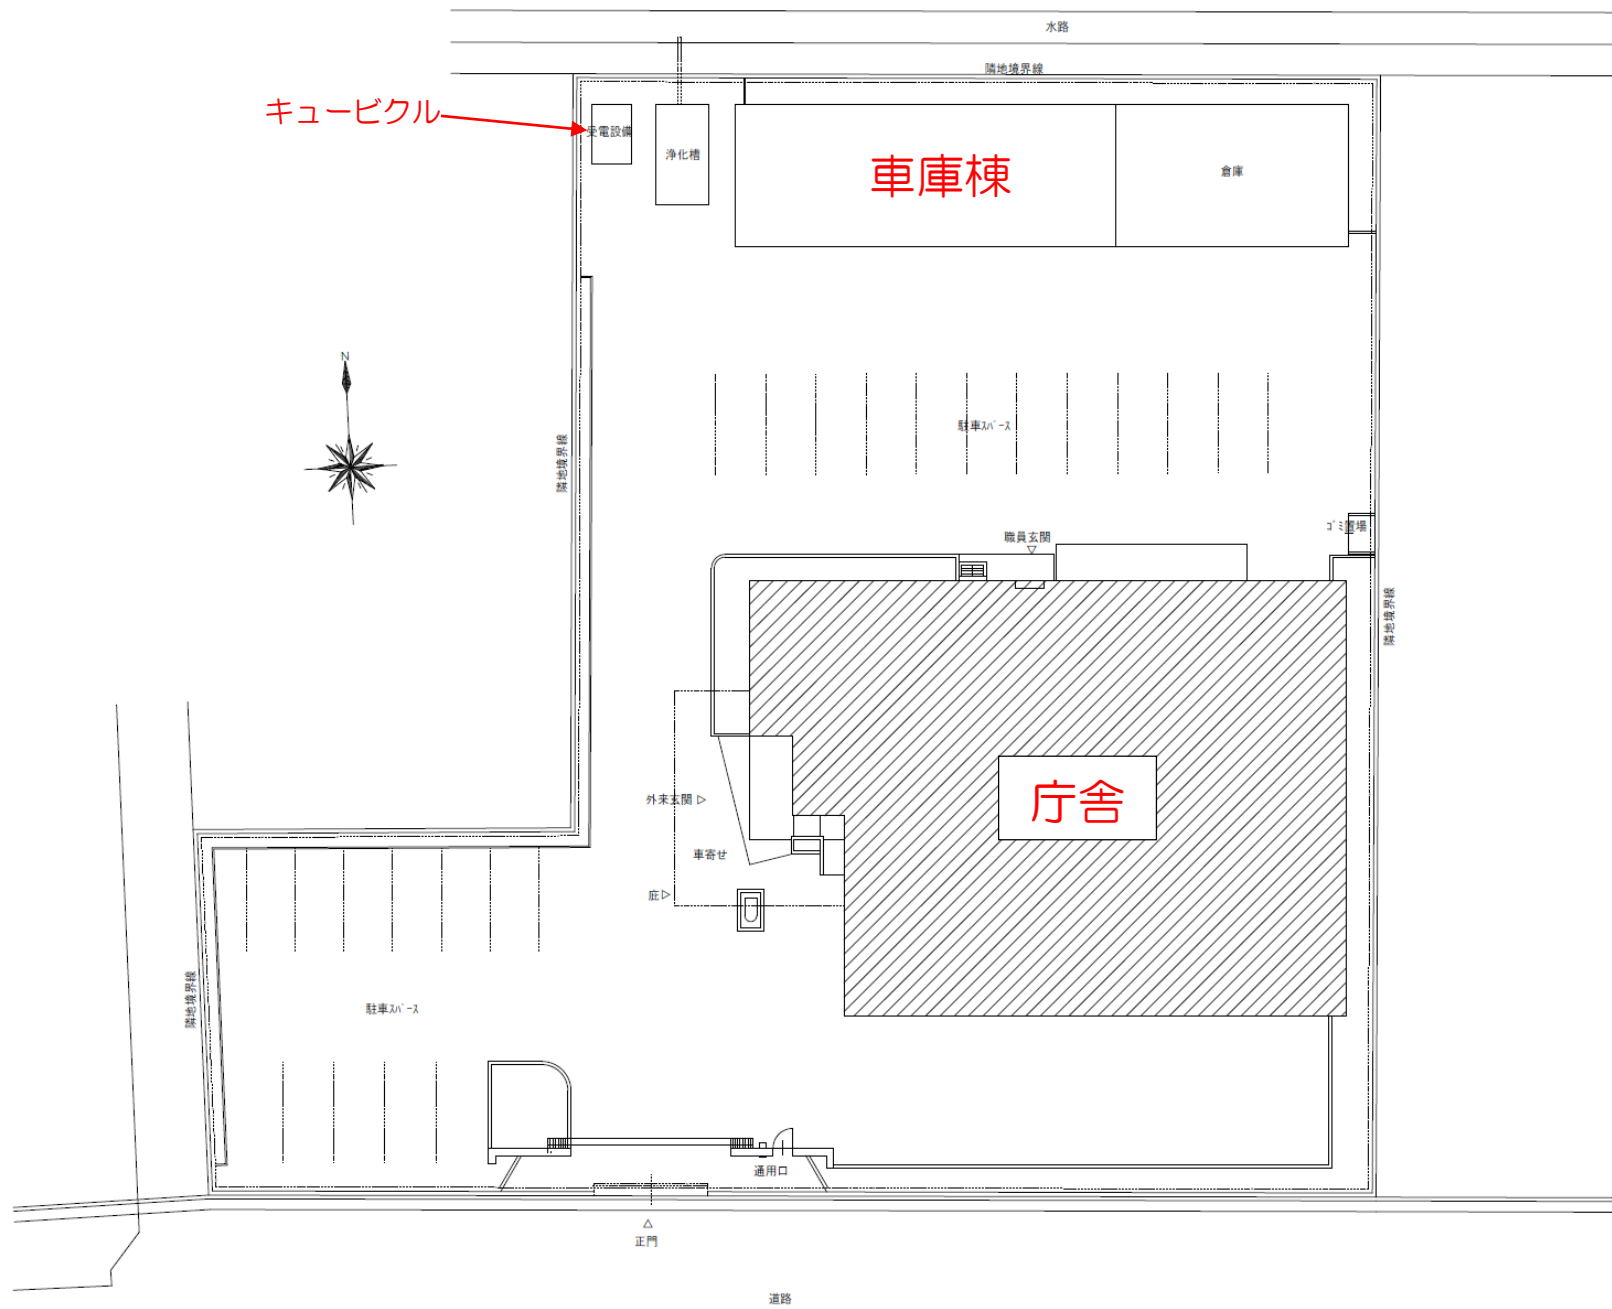 水路
隣地境界線
キュービクル
受電設備
浄化槽
車庫棟
倉庫
N
駐車ｽﾍﾟｰｽ
隣地境界線
ｺﾞﾐ置場
職員玄関
隣地境界線
外来玄関
庁舎
車寄せ
庇
隣地境界線
駐車ｽﾍﾟｰｽ
通用口
正門
道路